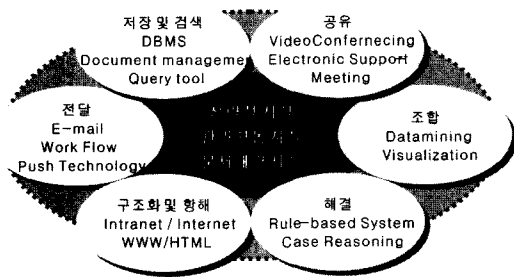 저장 및 검색
DBMS
Document manageme
Query tool
공유
VideoConfernecing
Electronic Support
Meeting
전달
E-mail
Work Flow
Push Technology
조합
Datamining
Visualization
구조화 및 항해
Intranet / Internet
WWW/HTML
해결
Rule-based System
Case Reasoning